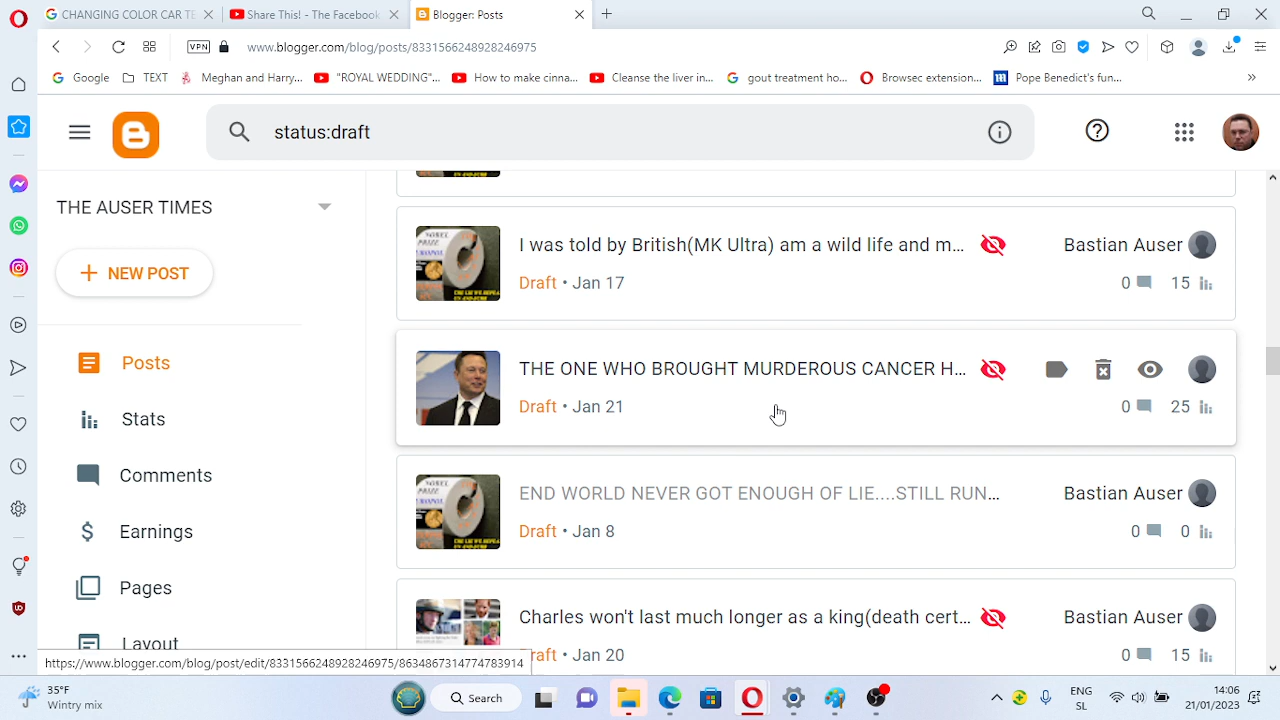 CHANGING COLOR CAR TE
Share This! - The Facebook
Blogger: Posts
VPN www.blogger.com/blog/posts/8331566248928246975
Google TEXT Meghan and Harry... "ROYAL WEDDING"... How to make cinna... Cleanse the liver in... gout treatment ho... Browsec extension... Pope Benedict's fun... »
status:draft
THE AUSER TIMES
+ NEW POST
Posts
Stats
Comments
Earnings
Pages
Layout
I was told by British(MK Ultra) am a wild life and m... Bastian Auser
Draft • Jan 17 0 15
THE ONE WHO BROUGHT MURDEROUS CANCER H...
Draft • Jan 21 0 25
END WORLD NEVER GOT ENOUGH OF LIE....STILL RUN... Bastian Auser
Draft • Jan 8 0 0
Charles won't last much longer as a king(death cert... Bastian Auser
raft • Jan 20 0 15
https://www.blogger.com/blog/post/edit/8331566248928246975/8634867314774783914
35°F
Wintry mix
Search
ENG
SL
14:06
21/01/2023